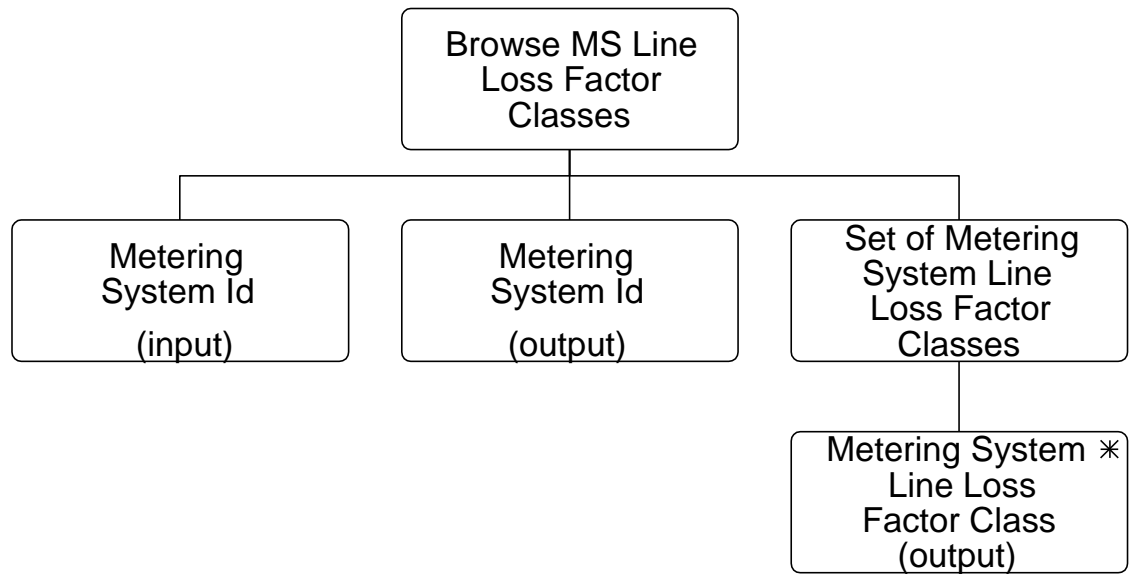 Browse MS Line
Loss Factor
Classes
Metering
System Id
(input)
Metering
System Id
(output)
Set of Metering
System Line
Loss Factor
Classes
Metering System *
Line Loss
Factor Class
(output)